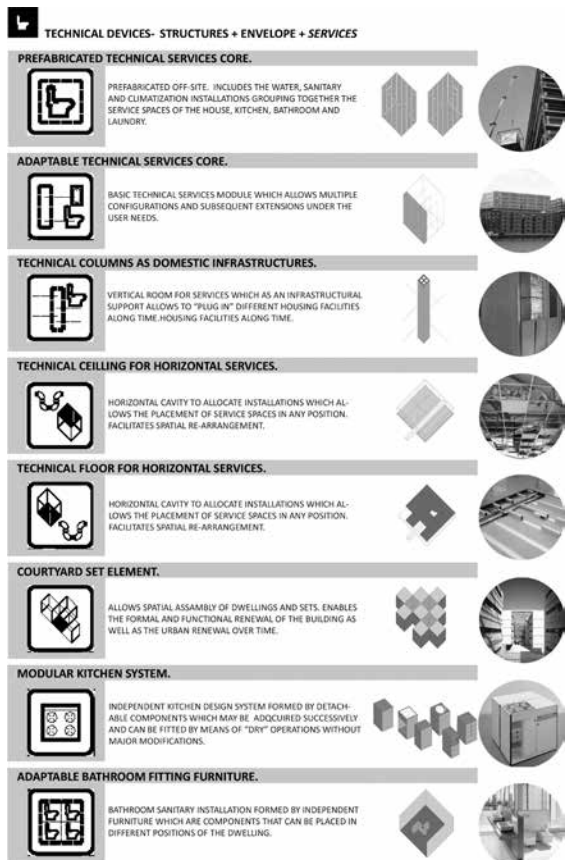 TECHNICAL DEVICES- STRUCTURES + ENVELOPE + SERVICES
PREFABRICATED TECHNICAL SERVICES CORE.
PREFABRICATED OFF-SITE. INCLUDES THE WATER, SANITARY
AND CLIMATIZATION INSTALLATIONS GROUPING TOGETHER THE
SERVICE SPACES OF THE HOUSE, KITCHEN, BATHROOM AND
LAUNDRY.
ADAPTABLE TECHNICAL SERVICES CORE.
BASIC TECHNICAL SERVICES MODULE WHICH ALLOWS MULTIPLE
CONFIGURATIONS AND SUBSEQUENT EXTENSIONS UNDER THE
USER NEEDS.
TECHNICAL COLUMNS AS DOMESTIC INFRASTRUCTURES.
VERTICAL ROOM FOR SERVICES WHICH AS AN INFRASTRUCTURAL
SUPPORT ALLOWS TO "PLUG IN" DIFFERENT HOUSING FACILITIES
ALONG TIME.HOUSING FACILITIES ALONG TIME.
TECHNICAL CEILLING FOR HORIZONTAL SERVICES.
HORIZONTAL CAVITY TO ALLOCATE INSTALLATIONS WHICH AL-
LOWS THE PLACEMENT OF SERVICE SPACES IN ANY POSITION.
FACILITATES SPATIAL RE-ARRANGEMENT.
TECHNICAL FLOOR FOR HORIZONTAL SERVICES.
HORIZONTAL CAVITY TO ALLOCATE INSTALLATIONS WHICH AL-
LOWS THE PLACEMENT OF SERVICE SPACES IN ANY POSITION.
FACILITATES SPATIAL RE-ARRANGEMENT.
COURTYARD SET ELEMENT.
ALLOWS SPATIAL ASSAMBLY OF DWELLINGS AND SETS. ENABLES
THE FORMAL AND FUNCTIONAL RENEWAL OF THE BUILDING AS
WELL AS THE URBAN RENEWAL OVER TIME.
MODULAR KITCHEN SYSTEM.
INDEPENDENT KITCHEN DESIGN SYSTEM FORMED BY DETACH-
ABLE COMPONENTS WHICH MAY BE ADQCUIRED SUCCESSIVELY
AND CAN BE FITTED BY MEANS OF "DRY" OPERATIONS WITHOUT
MAJOR MODIFICATIONS.
ADAPTABLE BATHROOM FITTING FURNITURE.
BATHROOM SANITARY INSTALLATION FORMED BY INDEPENDENT
FURNITURE WHICH ARE COMPONENTS THAT CAN BE PLACED IN
DIFFERENT POSITIONS OF THE DWELLING.